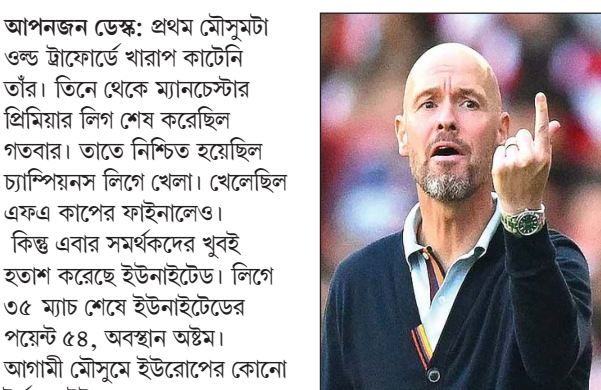 আপনজন ডেস্ক: প্রথম মৌসুমটা
ওল্ড ট্রাফোর্ডে খারাপ কাটেনি
তাঁর। তিনে থেকে ম্যানচেস্টার
প্রিমিয়ার লিগ শেষ করেছিল
গতবার। তাতে নিশ্চিত হয়েছিল
চ্যাম্পিয়নস লিগে খেলা। খেলেছিল
এফএ কাপের ফাইনালেও।
কিন্তু এবার সমর্থকদের খুবই
হতাশ করেছে ইউনাইটেড। লিগে
৩৫ ম্যাচ শেষে ইউনাইটেডের
পয়েন্ট ৫৪, অবস্থান অষ্টম।
আগামী মৌসুমে ইউরোপের কোনো